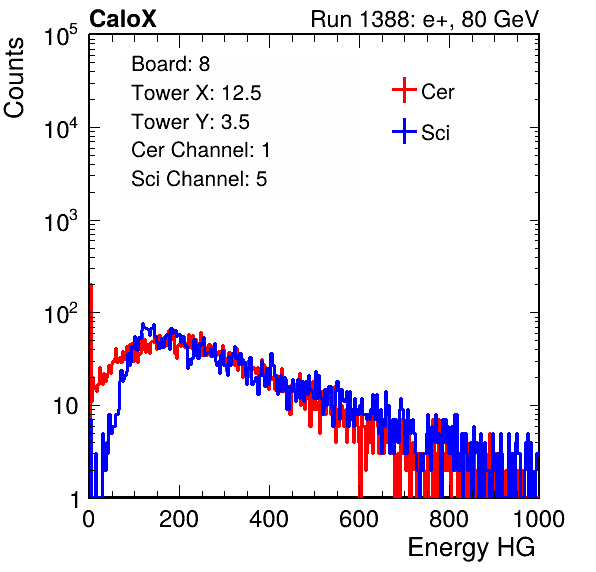 CaloX Run 1388: e+, 80 GeV
Board: 8
Tower X: 12.5
Tower Y: 3.5
Cer Channel: 1
Sci Channel: 5
Cer
Sci
Counts
10^5
10^4
10^3
10^2
10
1
0 200 400 600 800 1000
Energy HG